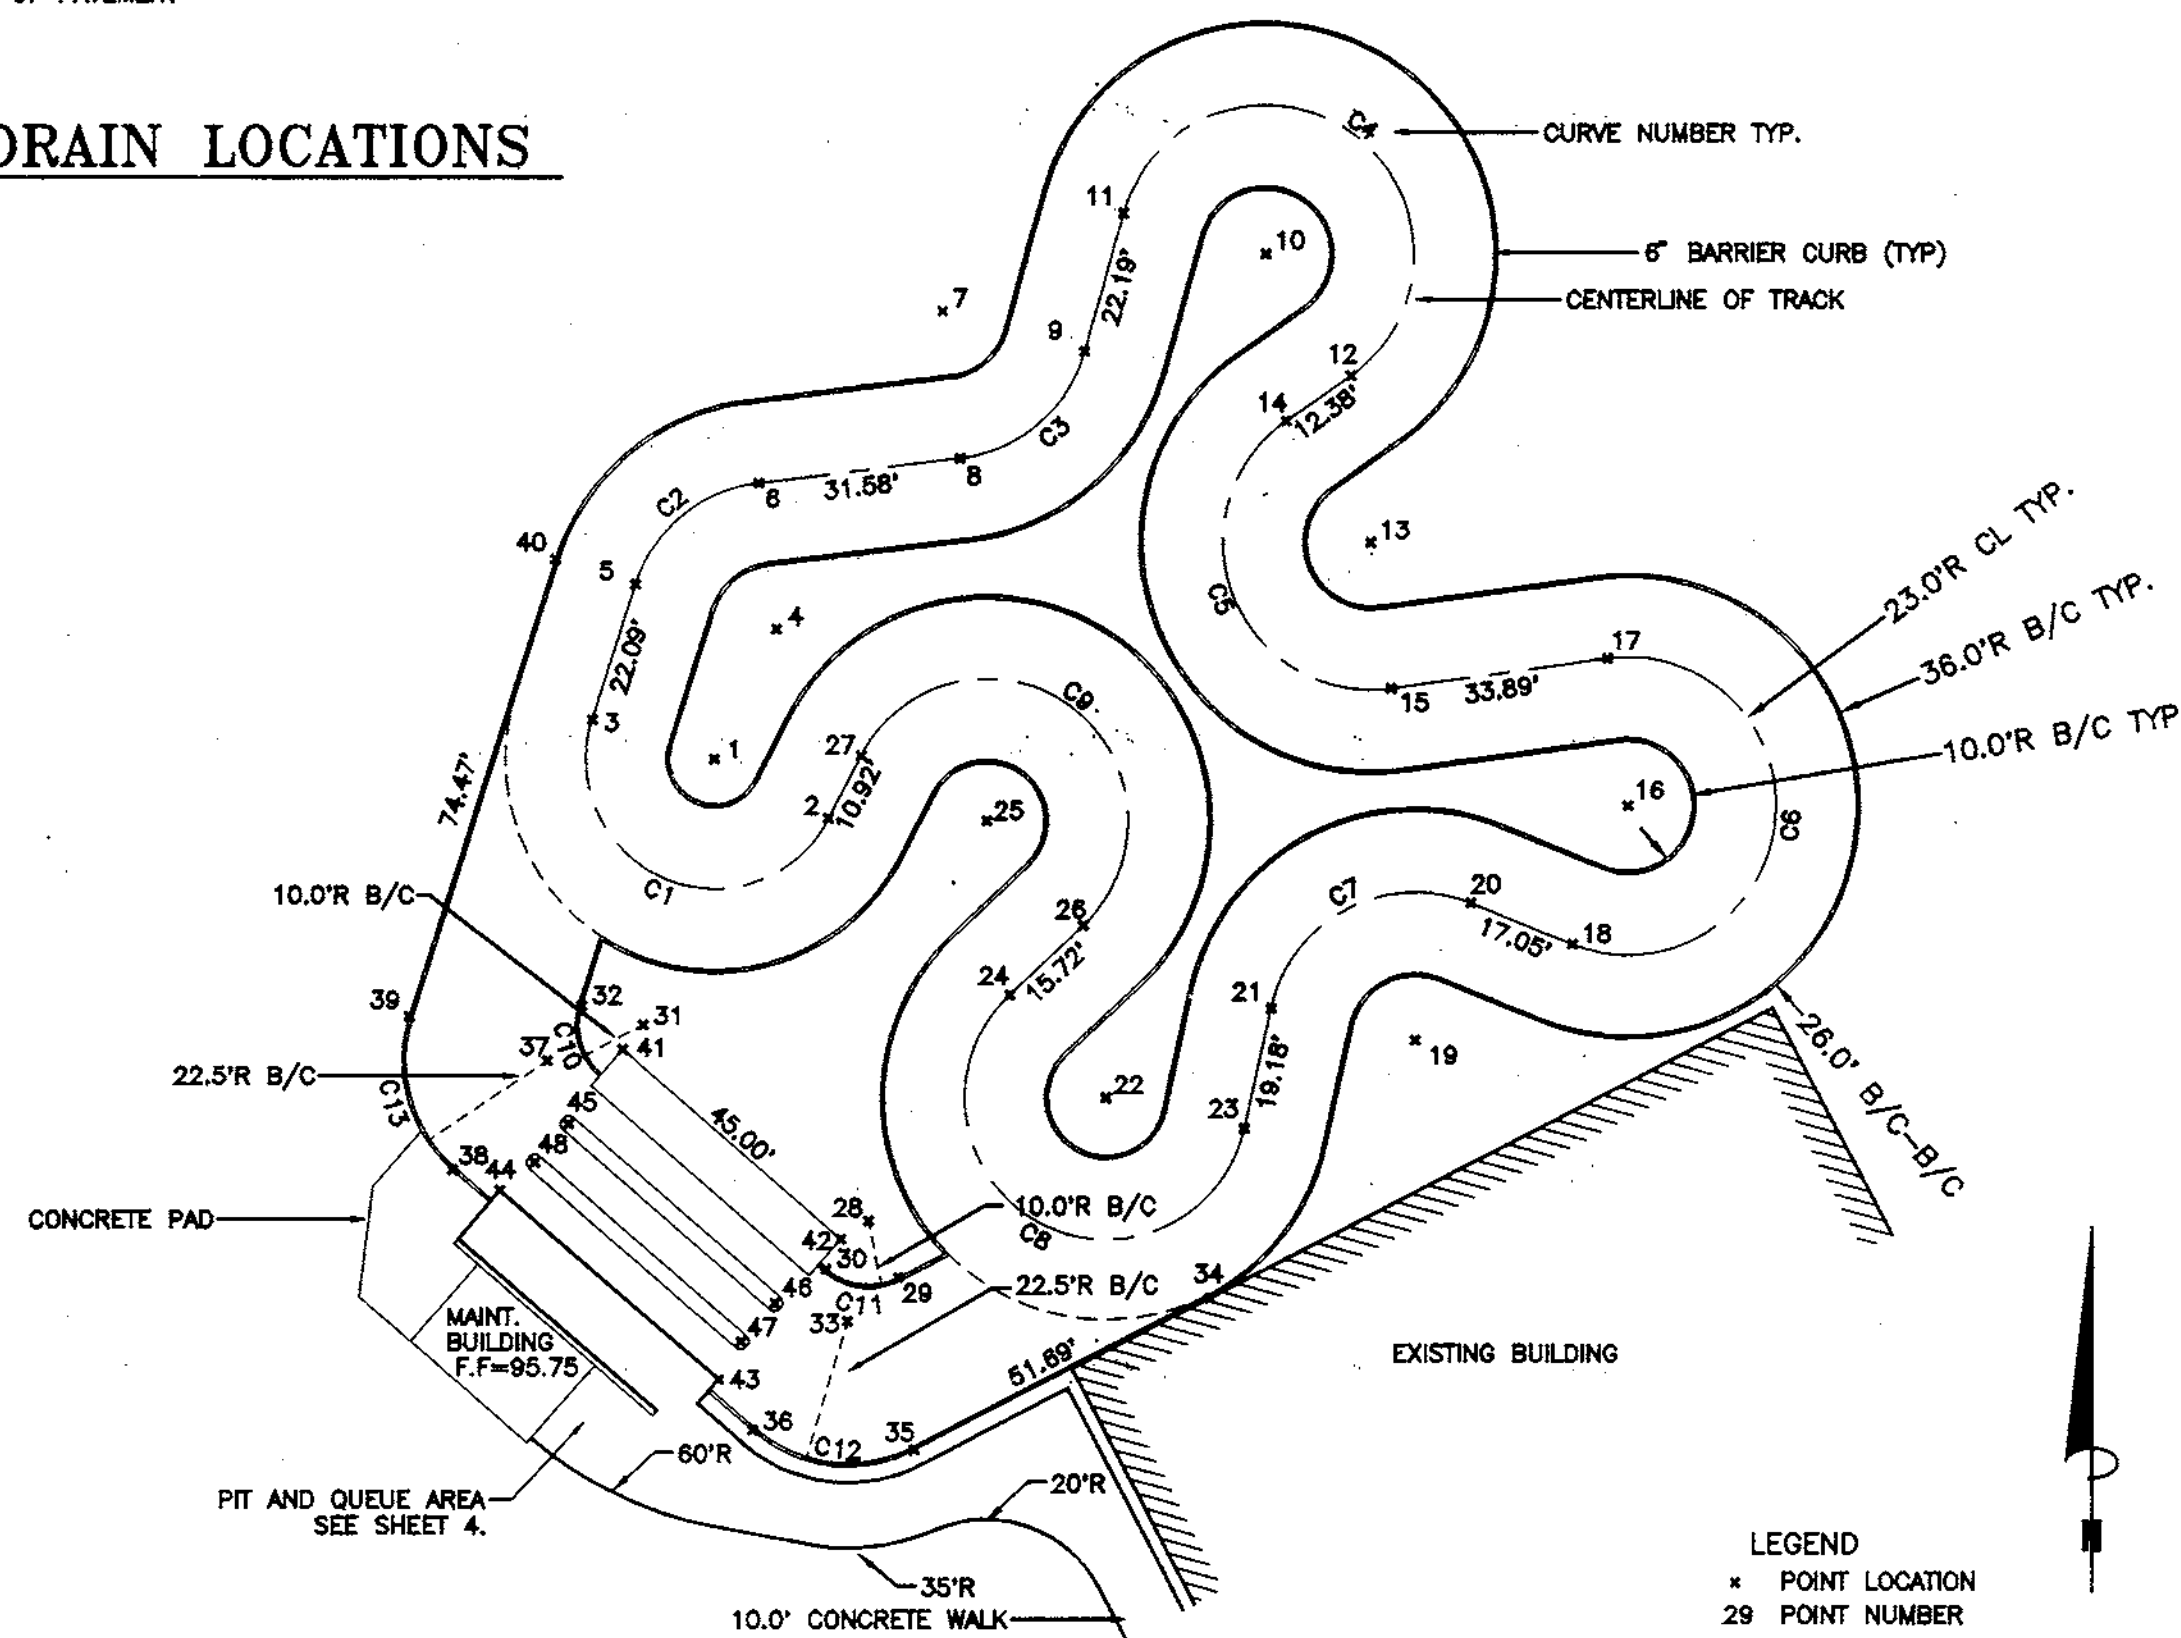 DRAIN LOCATIONS
C4
CURVE NUMBER TYP.
11
10
6" BARRIER CURB (TYP)
7
22.19'
CENTERLINE OF TRACK
9
12
14
12.38'
C3
8
31.58'
6
C2
13
40
5
23.0'R CL TYP.
36.0'R B/C TYP.
10.0'R B/C TYP
C5
4
22.09'
17
33.89'
15
3
C9
1
27
10.92'
2
74.47'
25
16
C6
C1
10.0'R B/C
C7
20
17.05'
18
26
24
15.72'
39
32
31
21
19
26.0' B/C-B/C
37
C10
41
22.5'R B/C
C13
45
45.00'
22
23
19.18'
48
38
44
CONCRETE PAD
28
10.0'R B/C
42
30
C8
46
29
34
C11
33
22.5'R B/C
47
MAINT.
BUILDING
F.F=95.75
43
51.69'
EXISTING BUILDING
36
35
C12
60'R
20'R
PIT AND QUEUE AREA
SEE SHEET 4.
35'R
10.0' CONCRETE WALK
N
LEGEND
x POINT LOCATION
29 POINT NUMBER